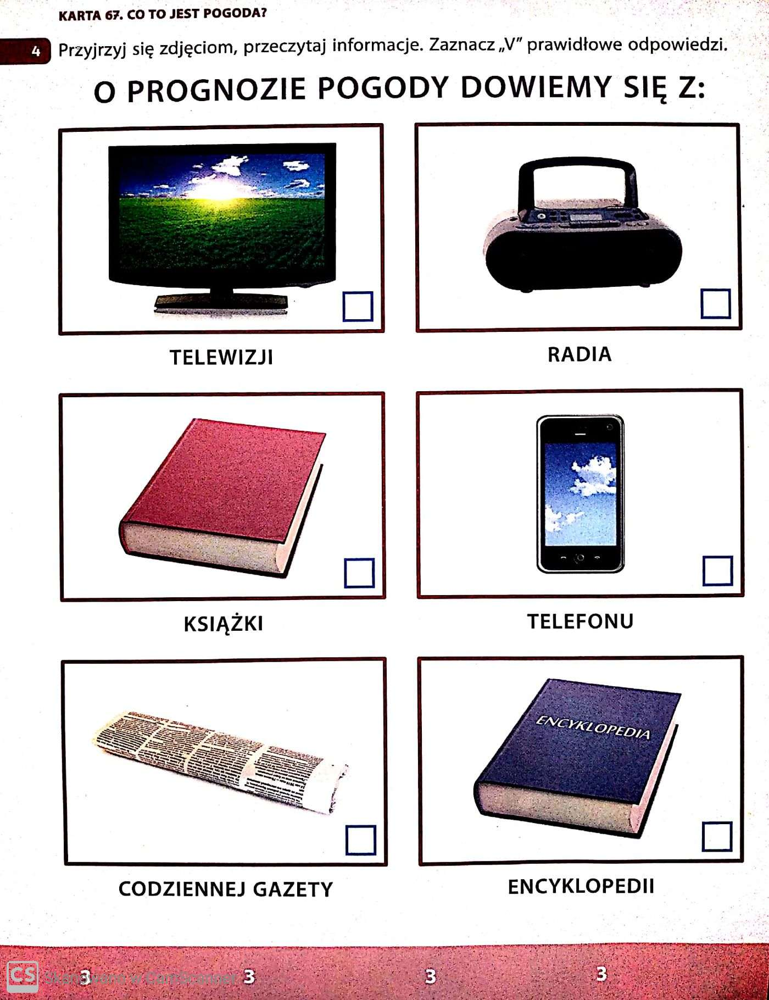 KARTA 67. CO TO JEST POGODA?
4 Przyjrzyj się zdjęciom, przeczytaj informacje. Zaznacz „V” prawidłowe odpowiedzi.
O PROGNOZIE POGODY DOWIEMY SIĘ Z:
TELEWIZJI
RADIA
KSIĄŻKI
TELEFONU
ENCYKLOPEDIA
CODZIENNEJ GAZETY
ENCYKLOPEDII
3 3 3 3
CS Skanowano w CamScanner